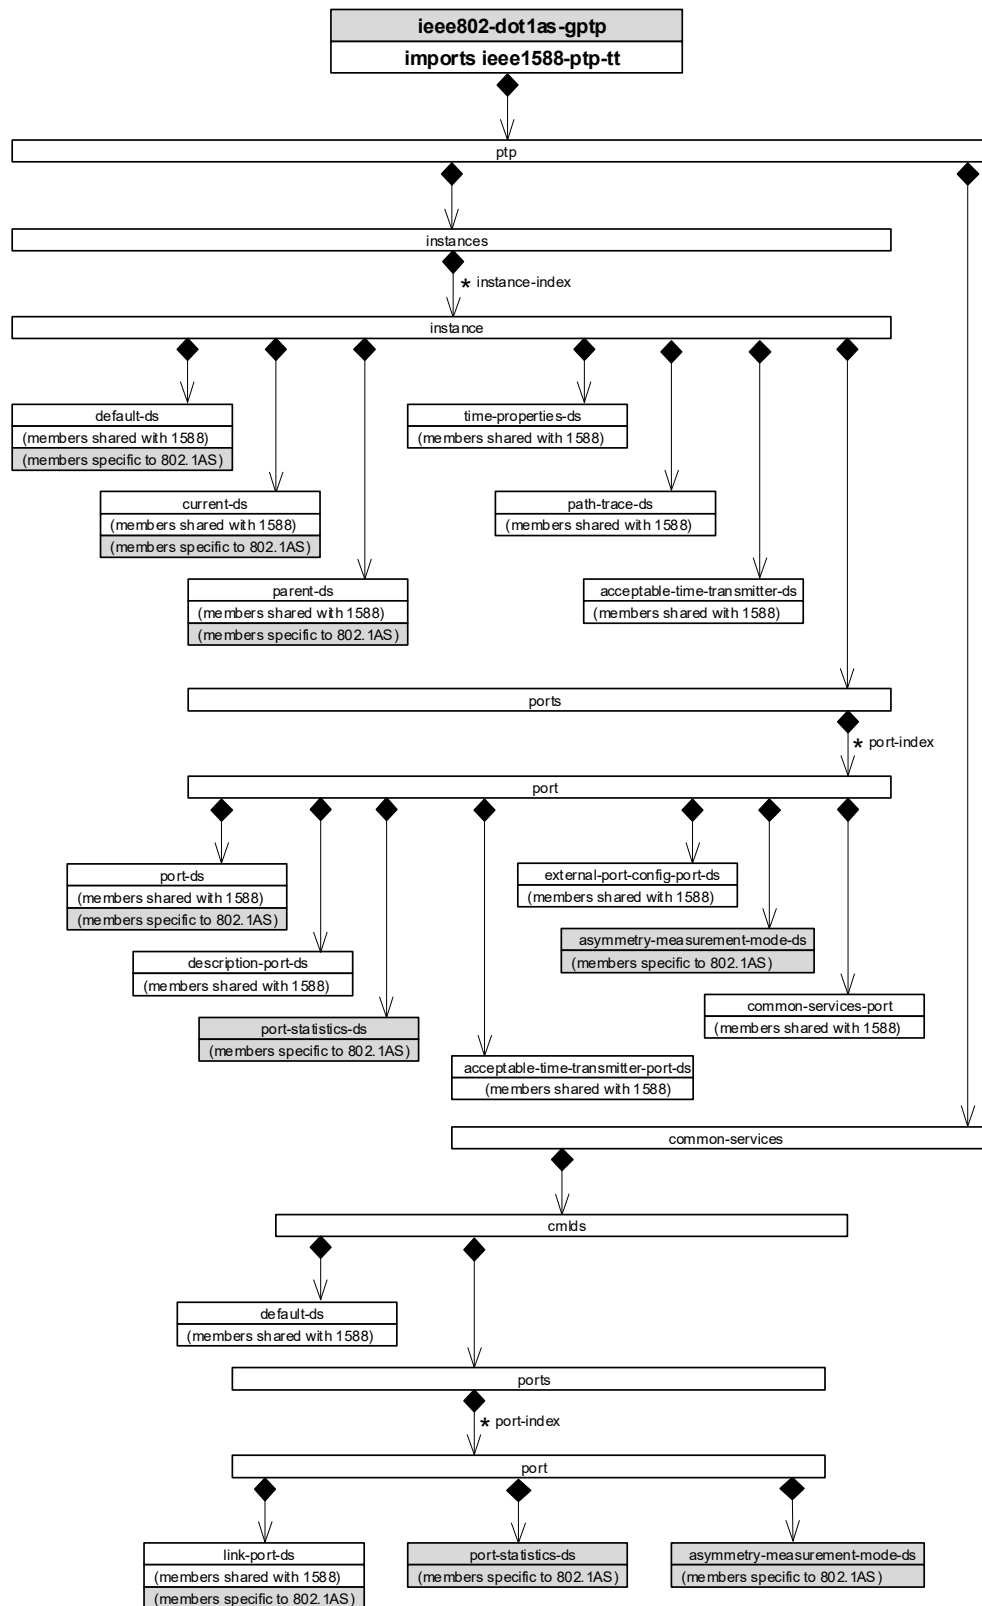 ieee802-dot1as-gptp
imports ieee1588-ptp-tt
ptp
instances
* instance-index
instance
default-ds
(members shared with 1588)
(members specific to 802.1AS)
time-properties-ds
(members shared with 1588)
current-ds
(members shared with 1588)
(members specific to 802.1AS)
path-trace-ds
(members shared with 1588)
parent-ds
(members shared with 1588)
(members specific to 802.1AS)
acceptable-time-transmitter-ds
(members shared with 1588)
ports
* port-index
port
port-ds
(members shared with 1588)
(members specific to 802.1AS)
external-port-config-port-ds
(members shared with 1588)
asymmetry-measurement-mode-ds
(members specific to 802.1AS)
description-port-ds
(members shared with 1588)
common-services-port
(members shared with 1588)
port-statistics-ds
(members specific to 802.1AS)
acceptable-time-transmitter-port-ds
(members shared with 1588)
common-services
cmlds
default-ds
(members shared with 1588)
ports
* port-index
port
link-port-ds
(members shared with 1588)
(members specific to 802.1AS)
port-statistics-ds
(members specific to 802.1AS)
asymmetry-measurement-mode-ds
(members specific to 802.1AS)